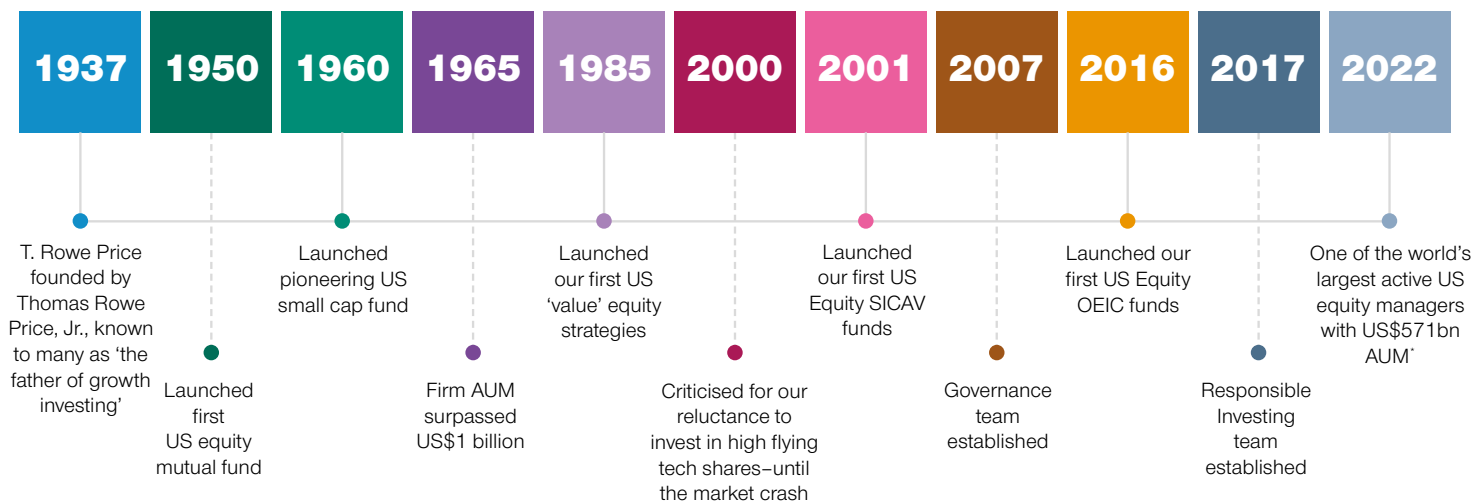 1937
1950
1960
1965
1985
2000
2001
2007
2016
2017
2022
T. Rowe Price
founded by
Thomas Rowe
Price, Jr., known
to many as ‘the
father of growth
investing’
Launched
first
US equity
mutual fund
Launched
pioneering US
small cap fund
Firm AUM
surpassed
US$1 billion
Launched
our first US
‘value’ equity
strategies
Criticised for our
reluctance to
invest in high flying
tech shares–until
the market crash
Launched
our first US
Equity SICAV
funds
Governance
team
established
Launched our
first US Equity
OEIC funds
Responsible
Investing
team
established
One of the world’s
largest active US
equity managers
with US$571bn
AUM*